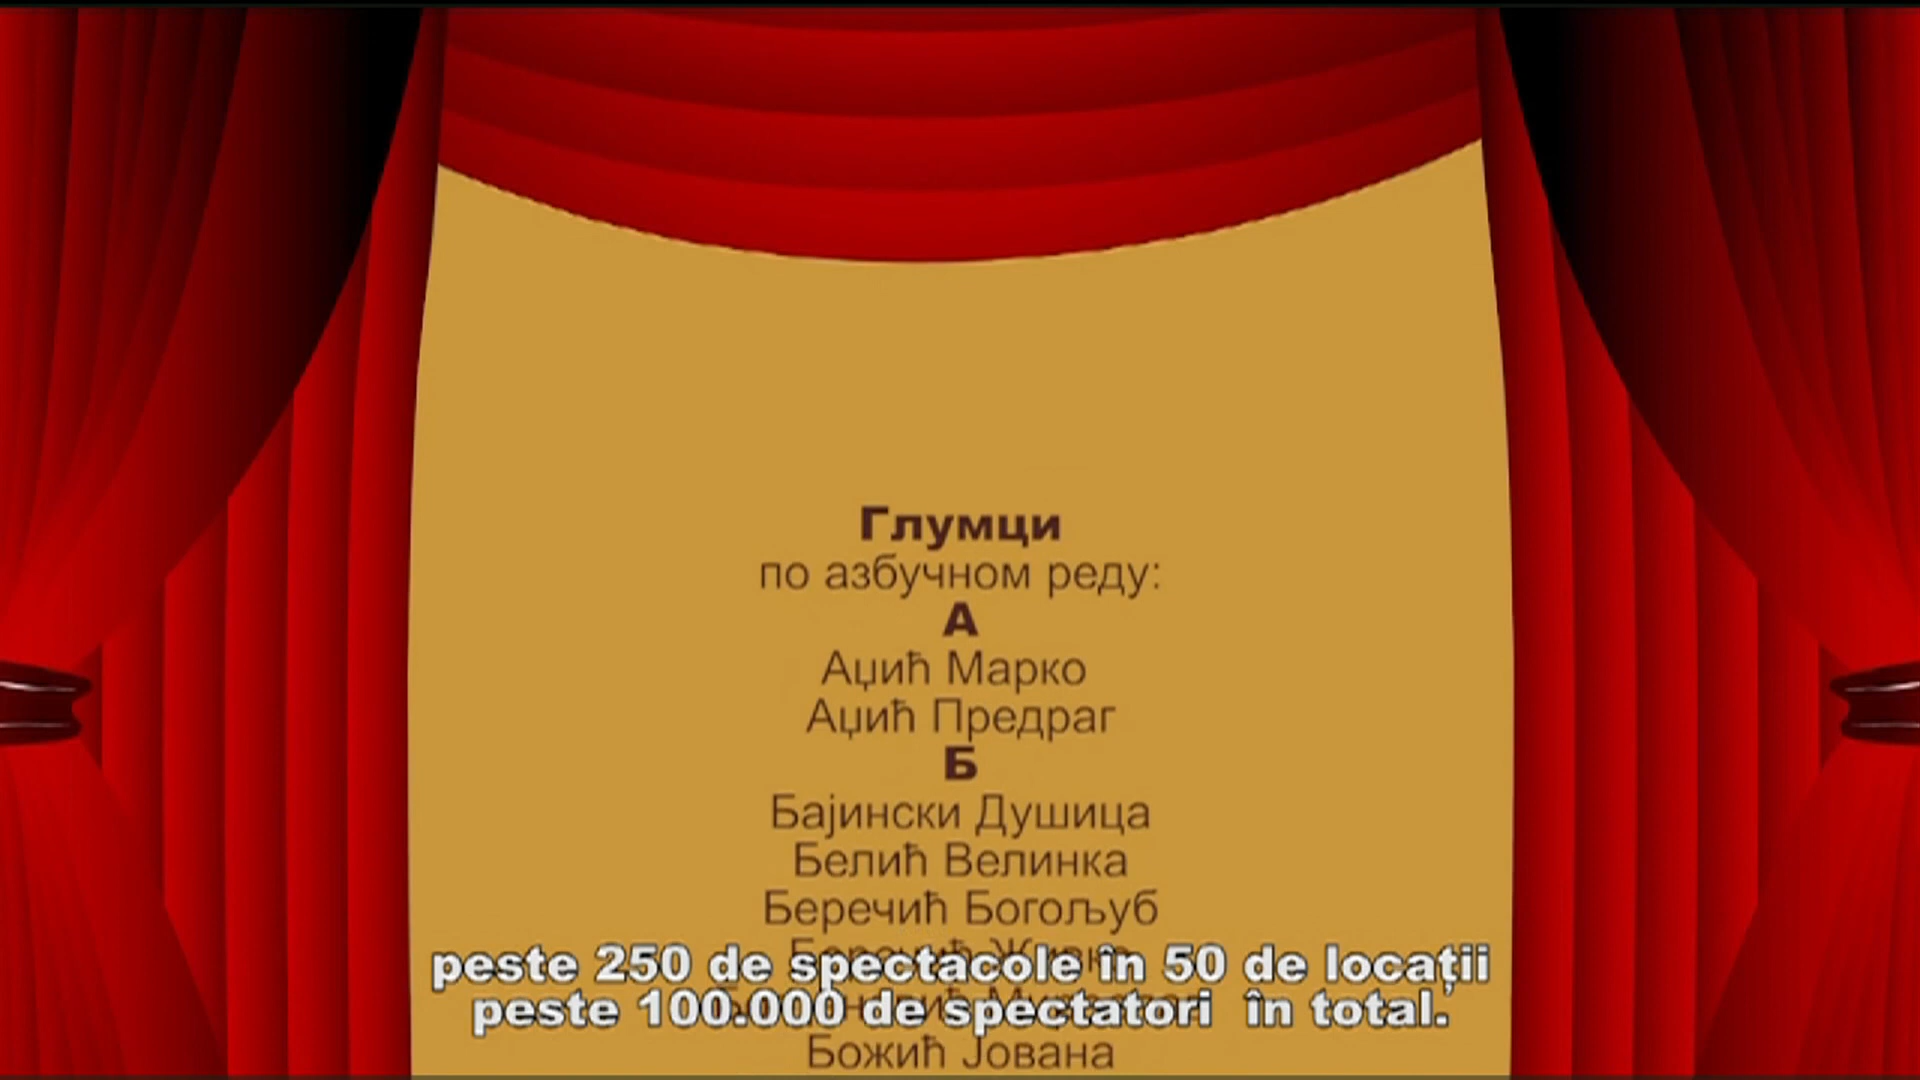 Глумци
по азбучном реду:
А
Аџић Марко
Аџић Предраг
Б
Бајински Душица
Белић Велинка
Беречић Богољуб
peste 250 de spectacole în 50 de locații
peste 100.000 de spectatori în total.
Божић Јована